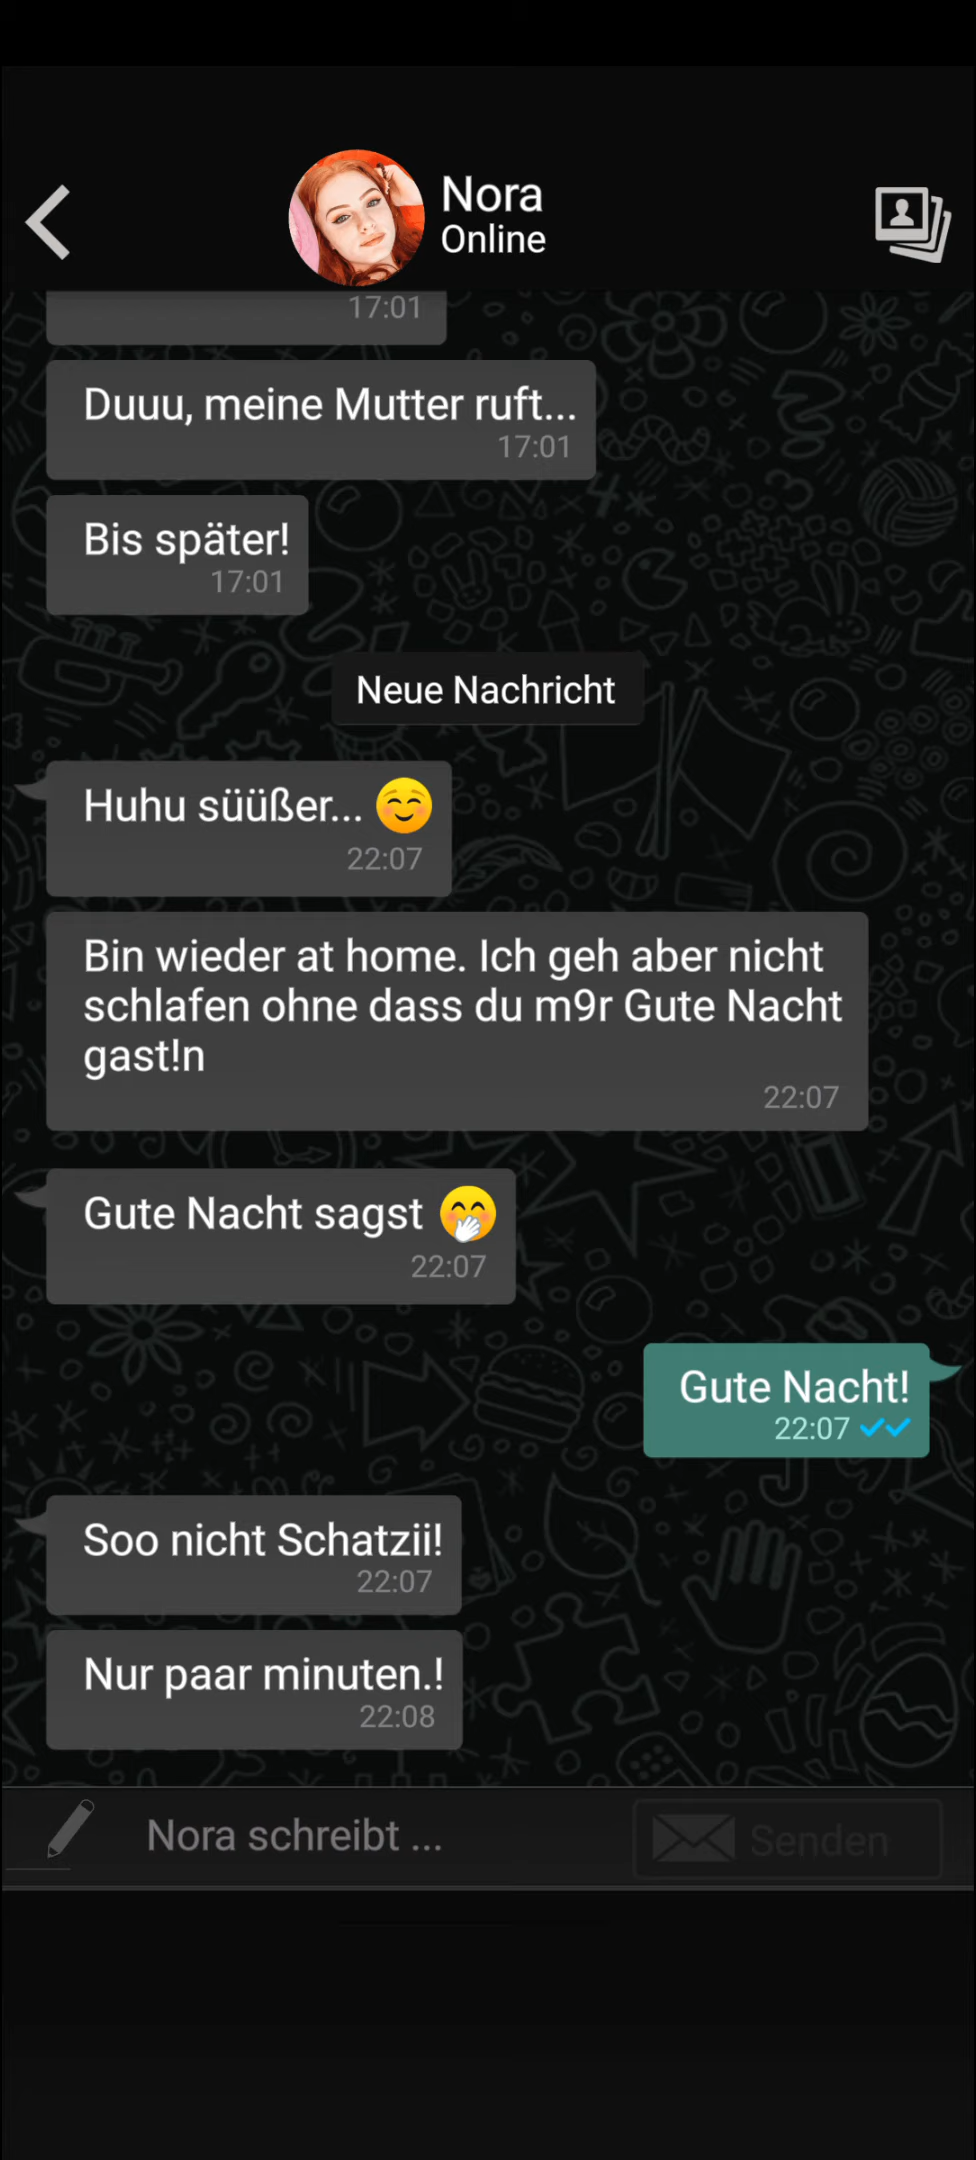 Nora
Online
17:01
Duuu, meine Mutter ruft...
17:01
Bis später!
17:01
Neue Nachricht
Huhu süüßer... 😊
22:07
Bin wieder at home. Ich geh aber nicht
schlafen ohne dass du m9r Gute Nacht
gast!n
22:07
Gute Nacht sagst 🤭
22:07
Gute Nacht!
22:07
Soo nicht Schatzii!
22:07
Nur paar minuten.!
22:08
Nora schreibt ...
Senden